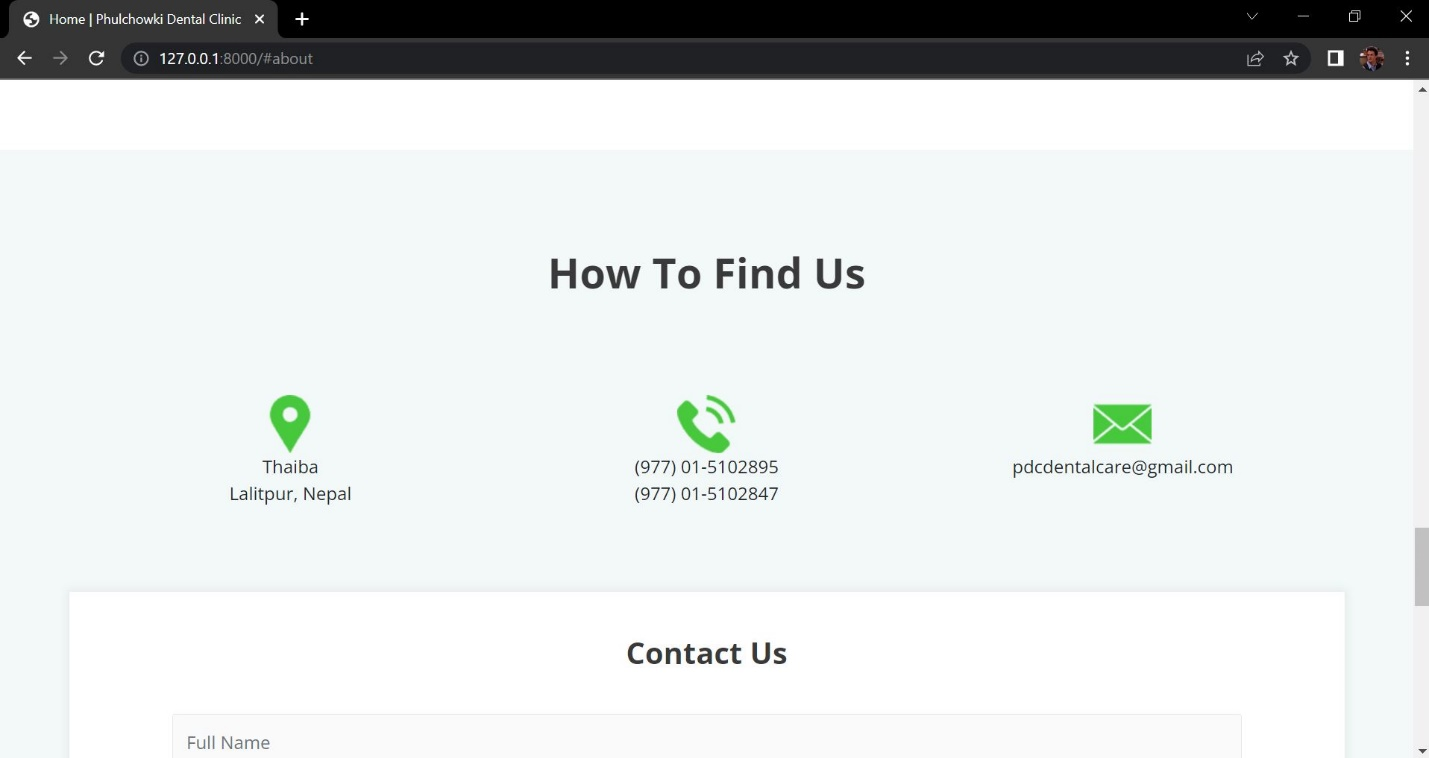 Home | Phulchowki Dental Clinic
127.0.0.1:8000/#about
How To Find Us
Thaiba
Lalitpur, Nepal
(977) 01-5102895
(977) 01-5102847
pdcdentalcare@gmail.com
Contact Us
Full Name